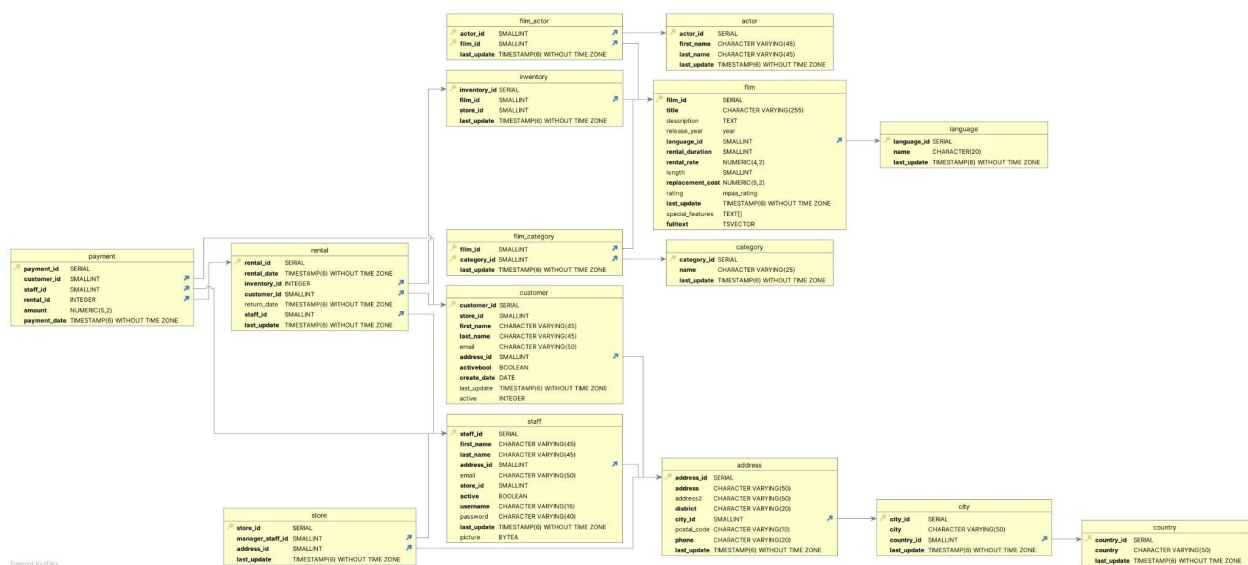 film_actor
actor_id SMALLINT
film_id SMALLINT
last_update TIMESTAMP(6) WITHOUT TIME ZONE
actor
actor_id SERIAL
first_name CHARACTER VARYING(45)
last_name CHARACTER VARYING(45)
last_update TIMESTAMP(6) WITHOUT TIME ZONE
inventory
inventory_id SERIAL
film_id SMALLINT
store_id SMALLINT
last_update TIMESTAMP(6) WITHOUT TIME ZONE
film
film_id SERIAL
title CHARACTER VARYING(255)
description TEXT
release_year year
language_id SMALLINT
rental_duration SMALLINT
rental_rate NUMERIC(4,2)
length SMALLINT
replacement_cost NUMERIC(5,2)
rating mpaa_rating
last_update TIMESTAMP(6) WITHOUT TIME ZONE
special_features TEXT[]
fulltext TSVECTOR
language
language_id SERIAL
name CHARACTER(20)
last_update TIMESTAMP(6) WITHOUT TIME ZONE
film_category
film_id SMALLINT
category_id SMALLINT
last_update TIMESTAMP(6) WITHOUT TIME ZONE
category
category_id SERIAL
name CHARACTER VARYING(25)
last_update TIMESTAMP(6) WITHOUT TIME ZONE
payment
payment_id SERIAL
customer_id SMALLINT
staff_id SMALLINT
rental_id INTEGER
amount NUMERIC(5,2)
payment_date TIMESTAMP(6) WITHOUT TIME ZONE
rental
rental_id SERIAL
rental_date TIMESTAMP(6) WITHOUT TIME ZONE
inventory_id INTEGER
customer_id SMALLINT
return_date TIMESTAMP(6) WITHOUT TIME ZONE
staff_id SMALLINT
last_update TIMESTAMP(6) WITHOUT TIME ZONE
customer
customer_id SERIAL
store_id SMALLINT
first_name CHARACTER VARYING(45)
last_name CHARACTER VARYING(45)
email CHARACTER VARYING(50)
address_id SMALLINT
activebool BOOLEAN
create_date DATE
last_update TIMESTAMP(6) WITHOUT TIME ZONE
active INTEGER
staff
staff_id SERIAL
first_name CHARACTER VARYING(45)
last_name CHARACTER VARYING(45)
address_id SMALLINT
email CHARACTER VARYING(50)
store_id SMALLINT
active BOOLEAN
username CHARACTER VARYING(16)
password CHARACTER VARYING(40)
last_update TIMESTAMP(6) WITHOUT TIME ZONE
picture BYTEA
store
store_id SERIAL
manager_staff_id SMALLINT
address_id SMALLINT
last_update TIMESTAMP(6) WITHOUT TIME ZONE
address
address_id SERIAL
address CHARACTER VARYING(50)
address2 CHARACTER VARYING(50)
district CHARACTER VARYING(20)
city_id SMALLINT
postal_code CHARACTER VARYING(10)
phone CHARACTER VARYING(20)
last_update TIMESTAMP(6) WITHOUT TIME ZONE
city
city_id SERIAL
city CHARACTER VARYING(50)
country_id SMALLINT
last_update TIMESTAMP(6) WITHOUT TIME ZONE
country
country_id SERIAL
country CHARACTER VARYING(50)
last_update TIMESTAMP(6) WITHOUT TIME ZONE
Powered by yFiles